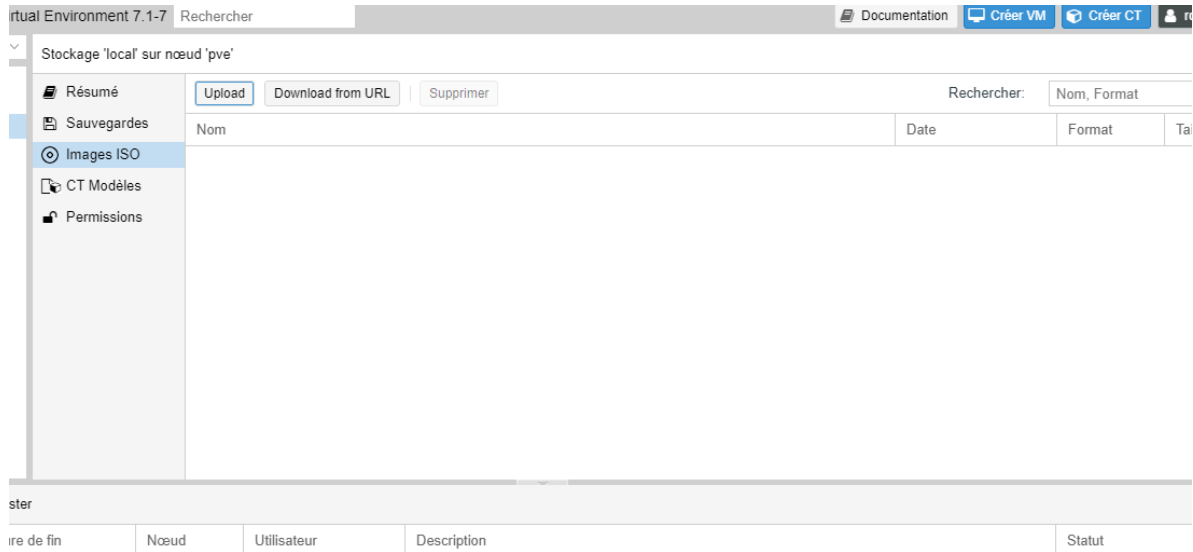 rtual Environment 7.1-7 Rechercher Documentation Créer VM Créer CT
Stockage 'local' sur nœud 'pve'
Résumé
Sauvegardes
Images ISO
CT Modèles
Permissions
Upload Download from URL Supprimer Rechercher: Nom, Format
Nom Date Format Tai
ster
ure de fin Nœud Utilisateur Description Statut